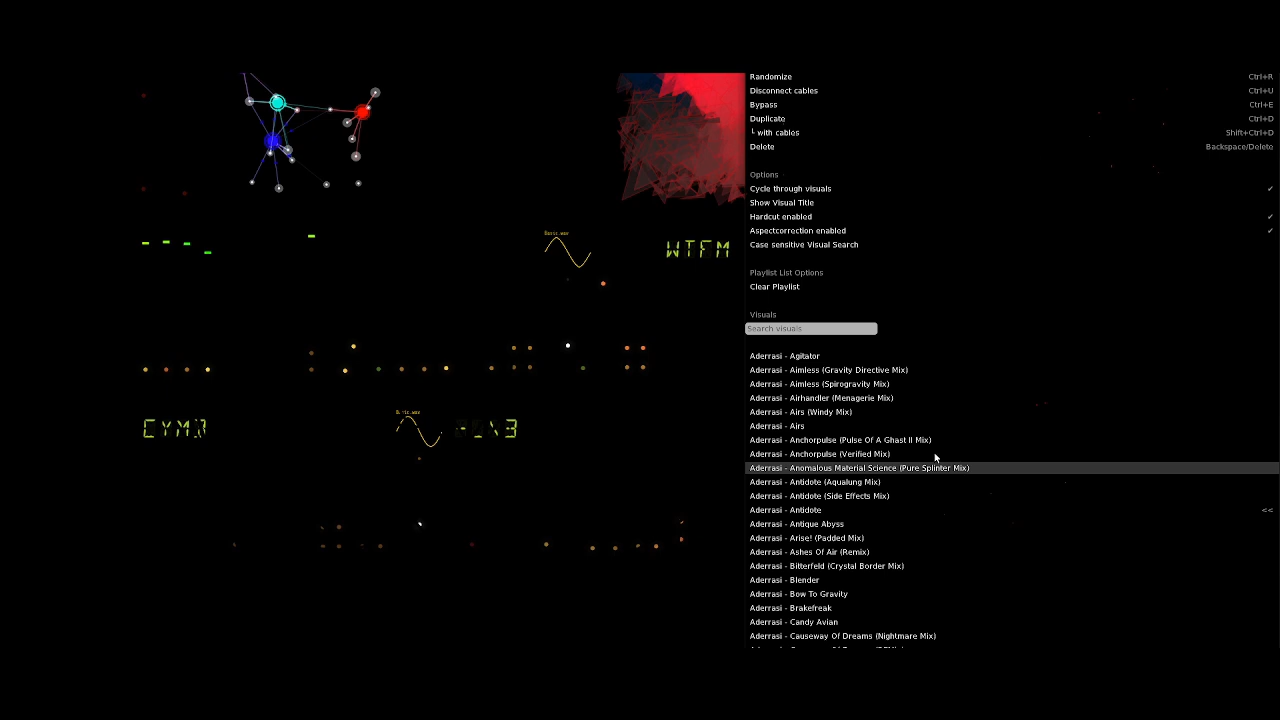 Randomize Ctrl+R
Disconnect cables Ctrl+U
Bypass Ctrl+E
Duplicate Ctrl+D
└ with cables Shift+Ctrl+D
Delete Backspace/Delete
Options
Cycle through visuals ✔
Show Visual Title
Hardcut enabled ✔
Aspectcorrection enabled ✔
Case sensitive Visual Search
Basic.wav
WTFM
Playlist List Options
Clear Playlist
Visuals
Search visuals
Aderrasi - Agitator
Aderrasi - Aimless (Gravity Directive Mix)
Aderrasi - Aimless (Spirogravity Mix)
Aderrasi - Airhandler (Menagerie Mix)
Aderrasi - Airs (Windy Mix)
Aderrasi - Airs
Aderrasi - Anchorpulse (Pulse Of A Ghast II Mix)
Aderrasi - Anchorpulse (Verified Mix)
Aderrasi - Anomalous Material Science (Pure Splinter Mix)
Aderrasi - Antidote (Aqualung Mix)
Aderrasi - Antidote (Side Effects Mix)
Aderrasi - Antidote <<
Aderrasi - Antique Abyss
Aderrasi - Arise! (Padded Mix)
Aderrasi - Ashes Of Air (Remix)
Aderrasi - Bitterfeld (Crystal Border Mix)
Aderrasi - Blender
Aderrasi - Bow To Gravity
Aderrasi - Brakefreak
Aderrasi - Candy Avian
Aderrasi - Causeway Of Dreams (Nightmare Mix)